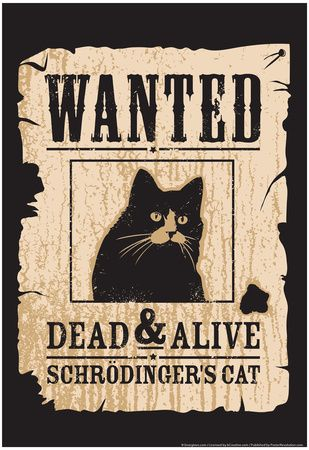 WANTED
DEAD & ALIVE
SCHRÖDINGER'S CAT